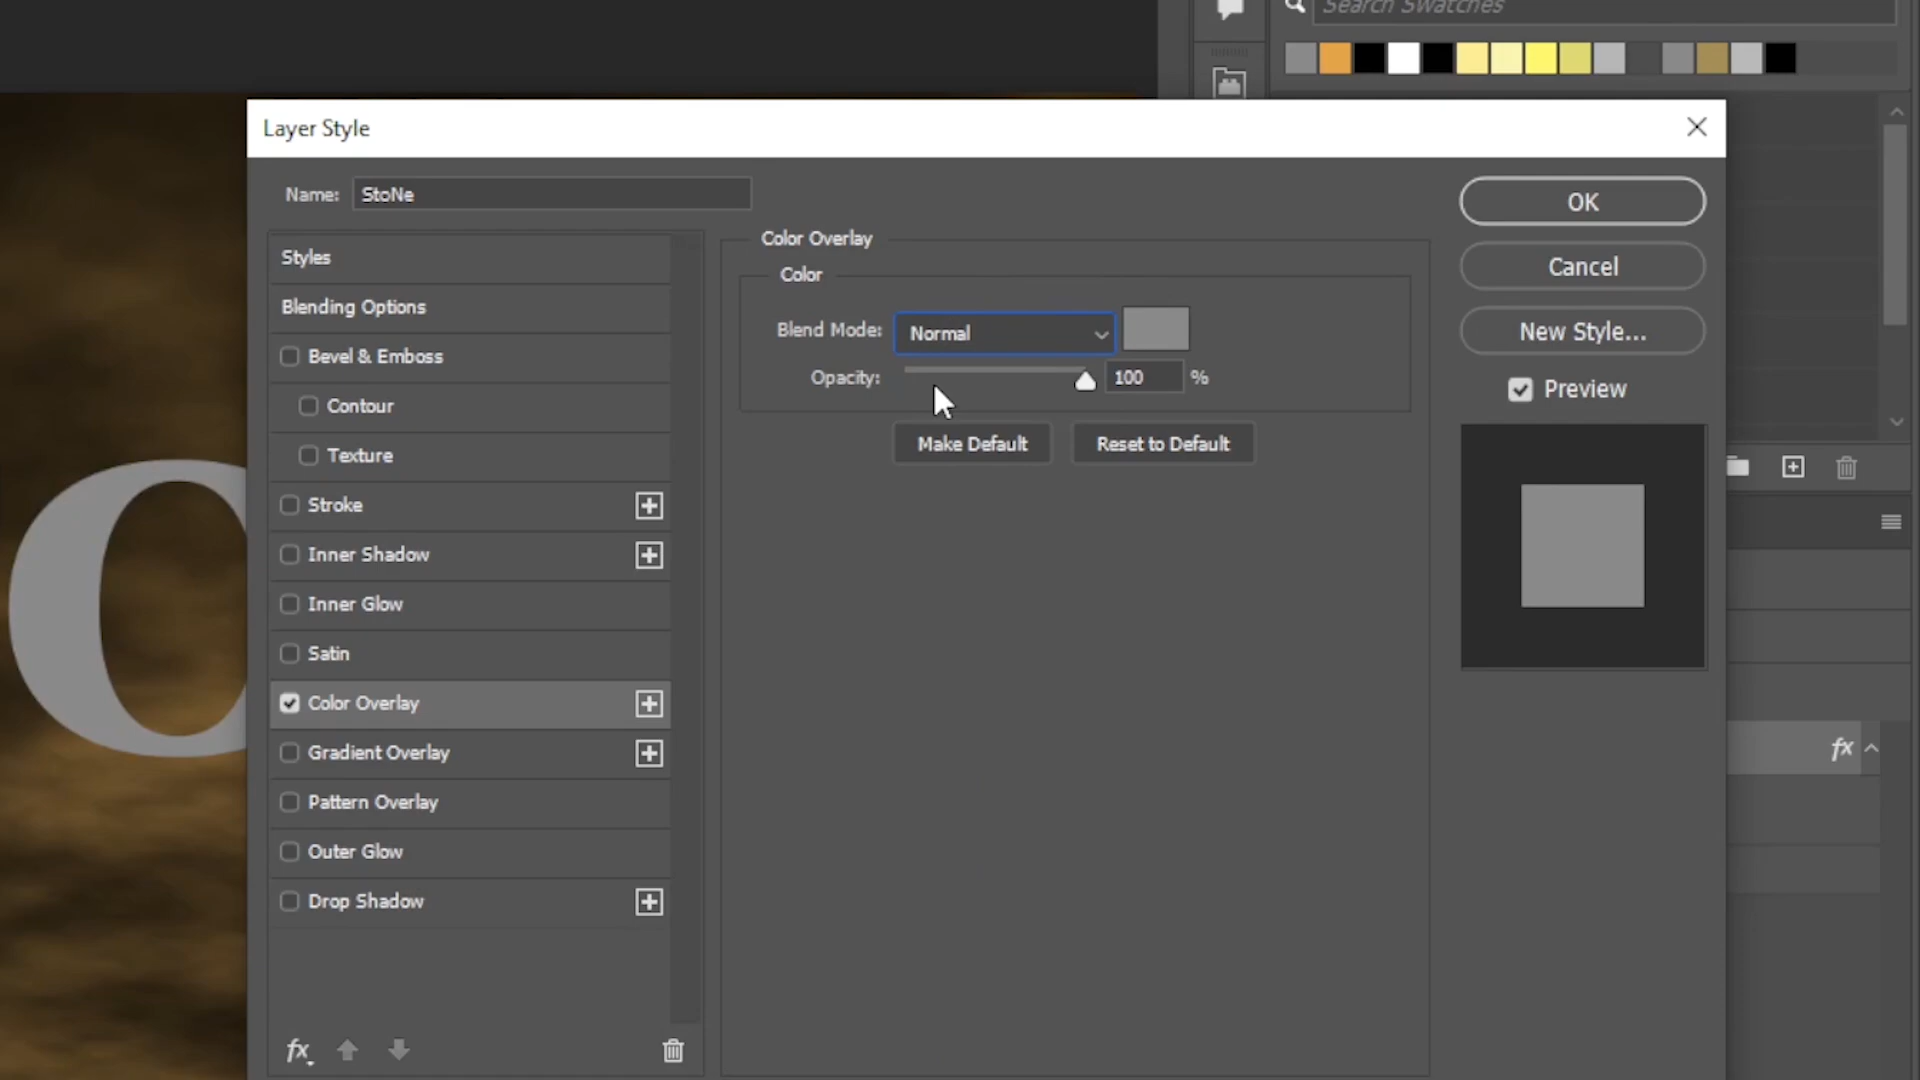 Search Swatches
Layer Style
Name: StoNe
OK
Color Overlay
Styles
Color
Cancel
Blending Options
Blend Mode: Normal
New Style...
Bevel & Emboss
Opacity: 100 %
Preview
Contour
Make Default Reset to Default
Texture
Stroke
Inner Shadow
Inner Glow
Satin
Color Overlay
Gradient Overlay
fx
Pattern Overlay
Outer Glow
Drop Shadow
fx